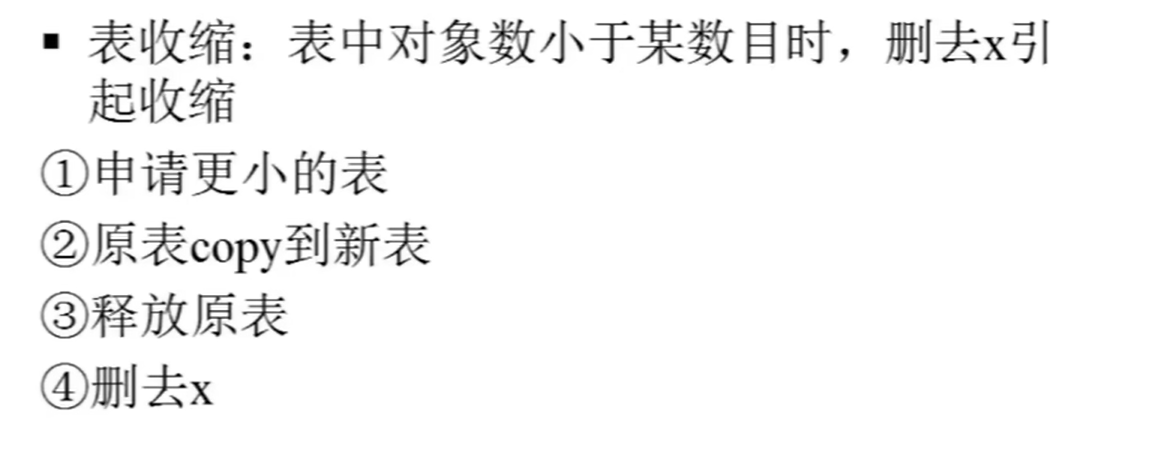 ▪ 表收缩：表中对象数小于某数目时，删去x引
起收缩
①申请更小的表
②原表copy到新表
③释放原表
④删去x